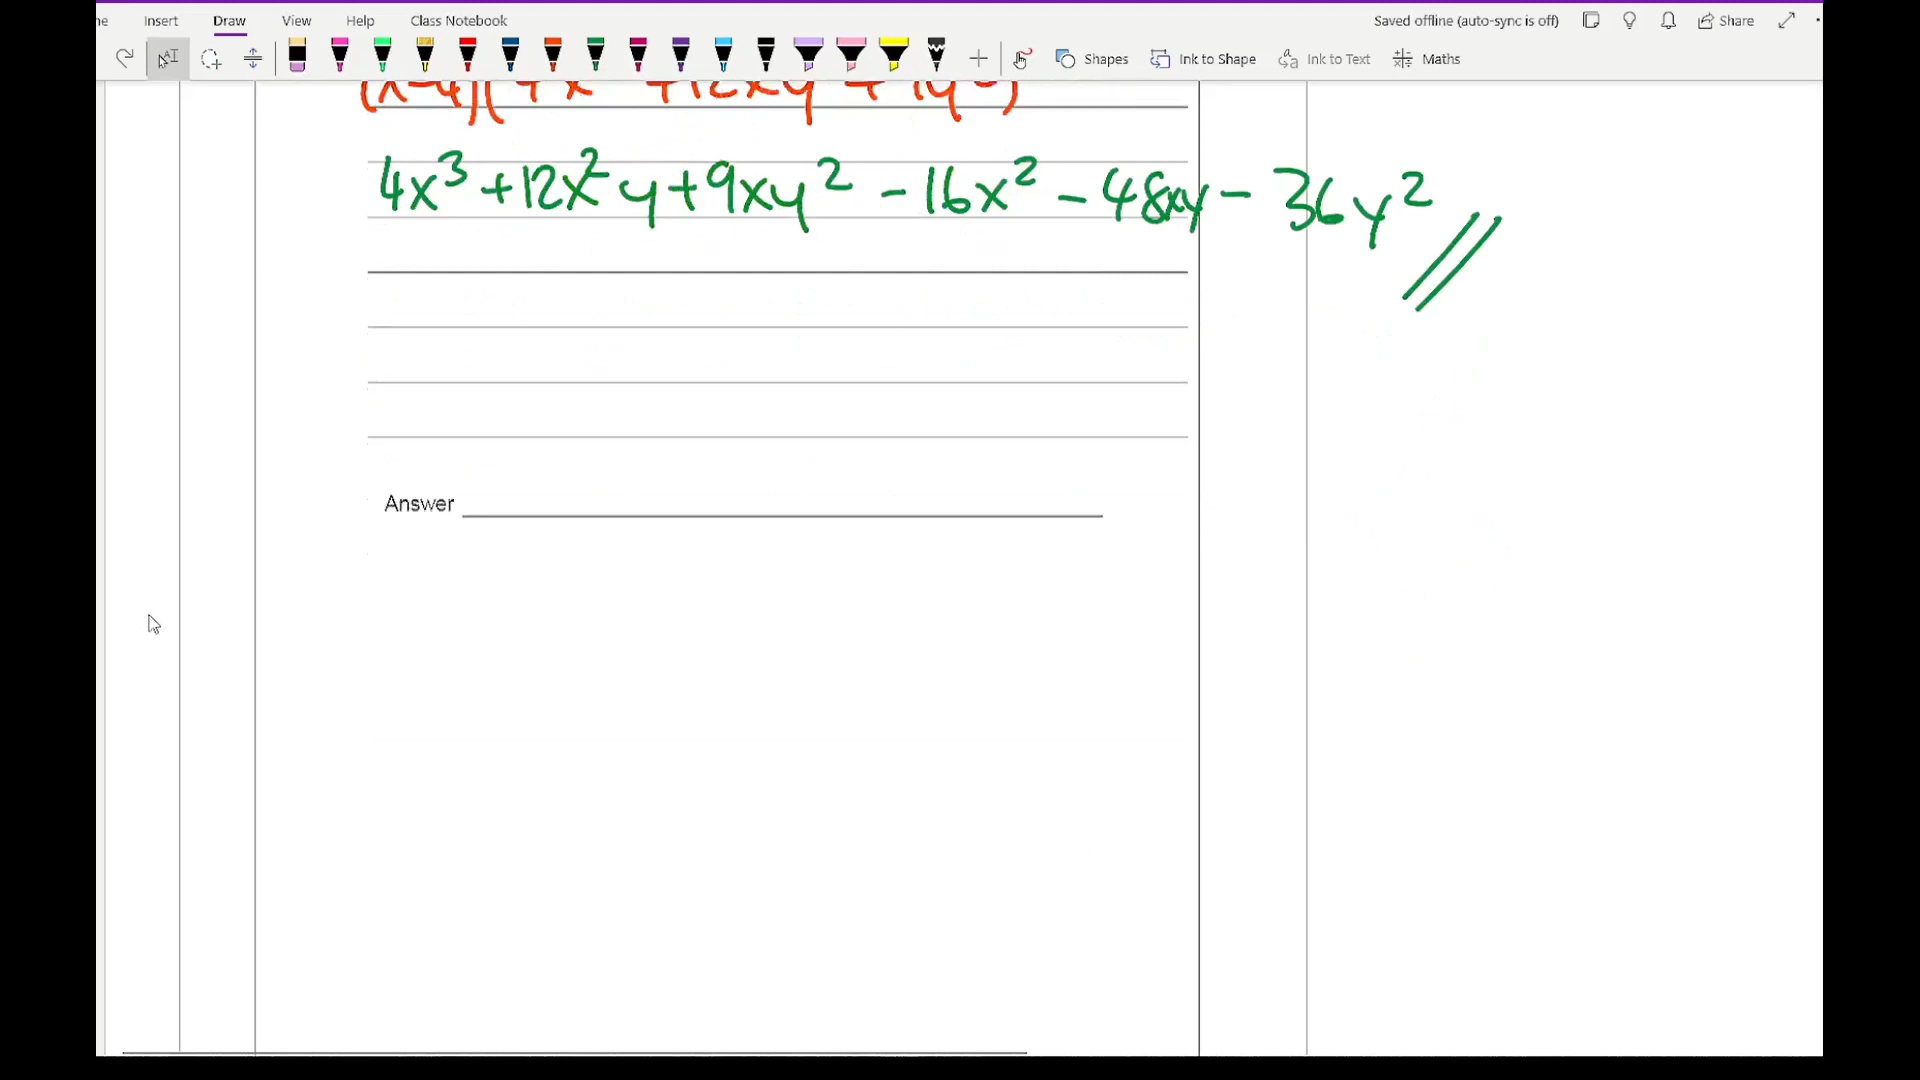 Insert Draw View Help Class Notebook Saved offline (auto-sync is off) Share
Shapes Ink to Shape Ink to Text Maths
4x³ + 12x²y + 9xy² - 16x² - 48xy - 36y²
Answer